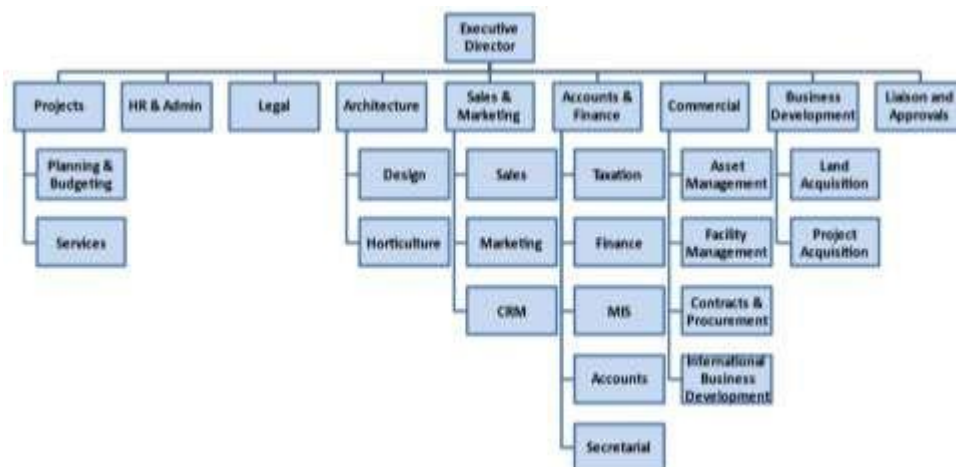 Executive
Director
Projects
HR & Admin
Legal
Architecture
Sales &
Marketing
Accounts &
Finance
Commercial
Business
Development
Liaison and
Approvals
Planning &
Budgeting
Design
Sales
Taxation
Asset
Management
Land
Acquisition
Services
Horticulture
Marketing
Finance
Facility
Management
Project
Acquisition
CRM
MIS
Contracts &
Procurement
Accounts
International
Business
Development
Secretarial